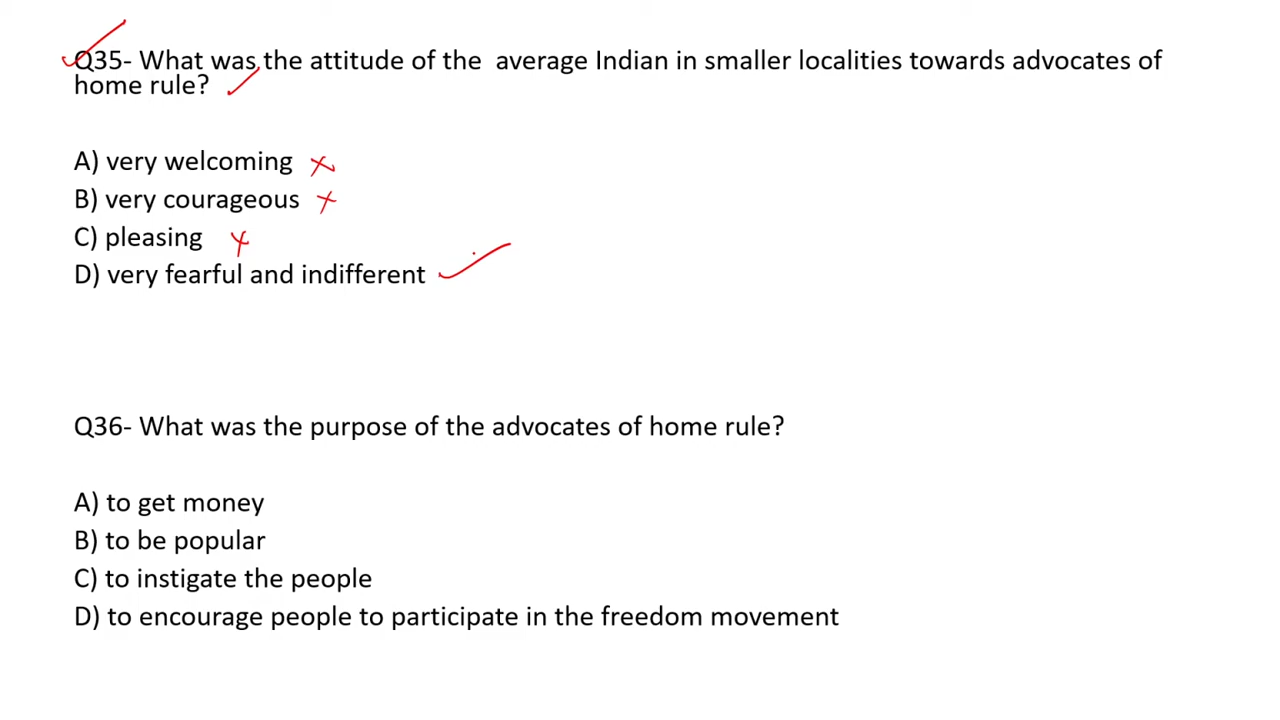 Q35- What was the attitude of the average Indian in smaller localities towards advocates of
home rule?
A) very welcoming
B) very courageous
C) pleasing
D) very fearful and indifferent
Q36- What was the purpose of the advocates of home rule?
A) to get money
B) to be popular
C) to instigate the people
D) to encourage people to participate in the freedom movement